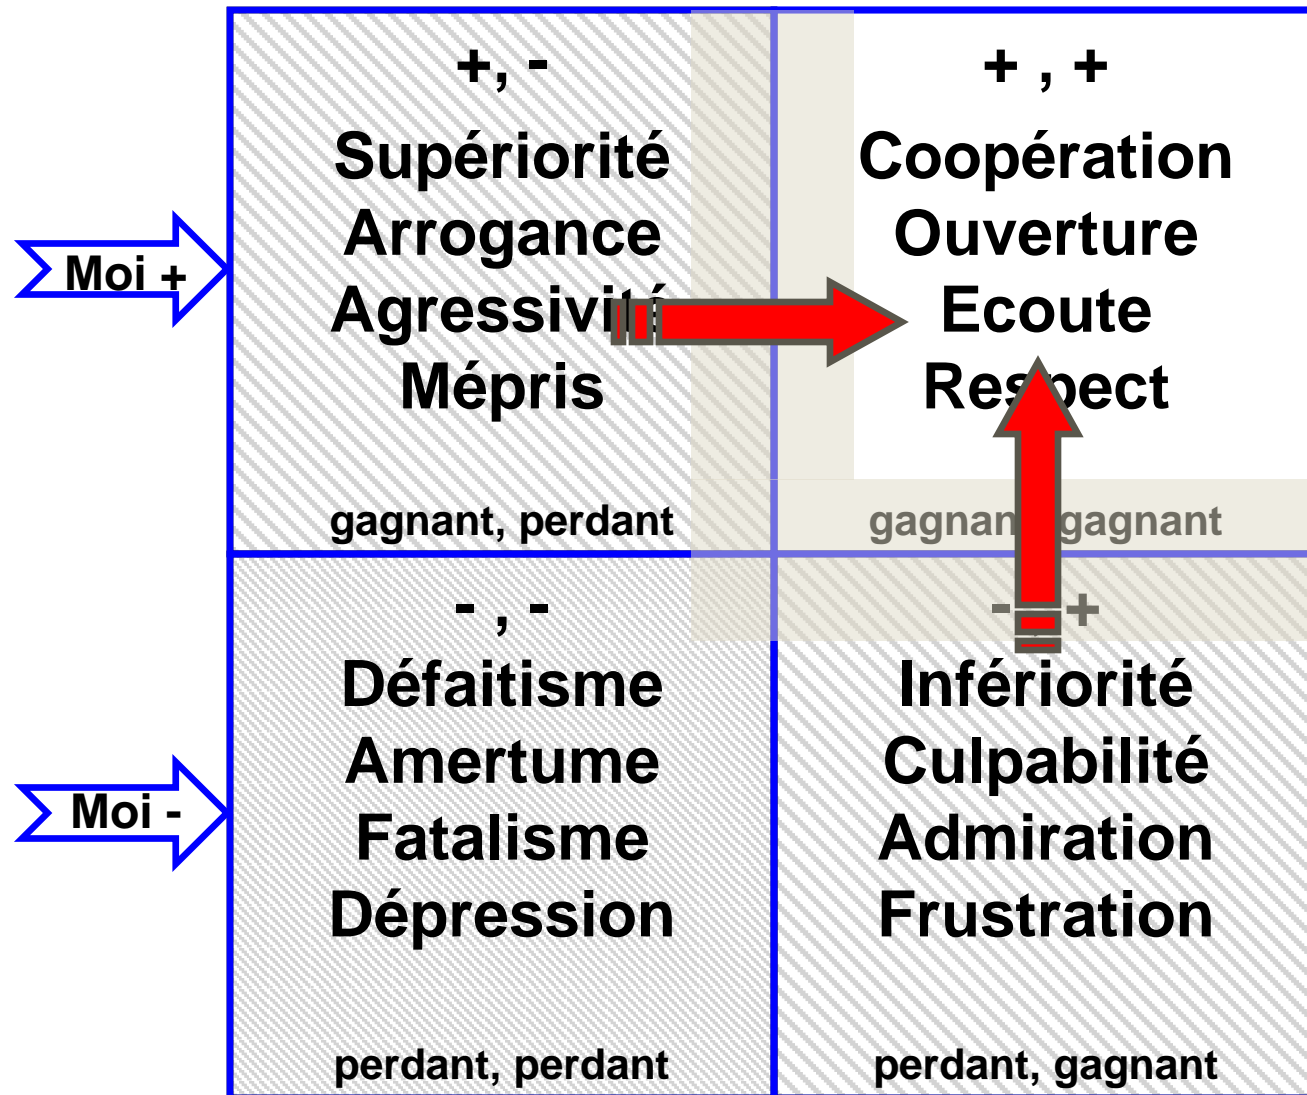 +, -
Supériorité
Arrogance
Agressivité
Mépris
gagnant, perdant
+ , +
Coopération
Ouverture
Ecoute
Respect
gagnant, gagnant
Moi +
- , -
Défaitisme
Amertume
Fatalisme
Dépression
perdant, perdant
- +
Infériorité
Culpabilité
Admiration
Frustration
perdant, gagnant
Moi -